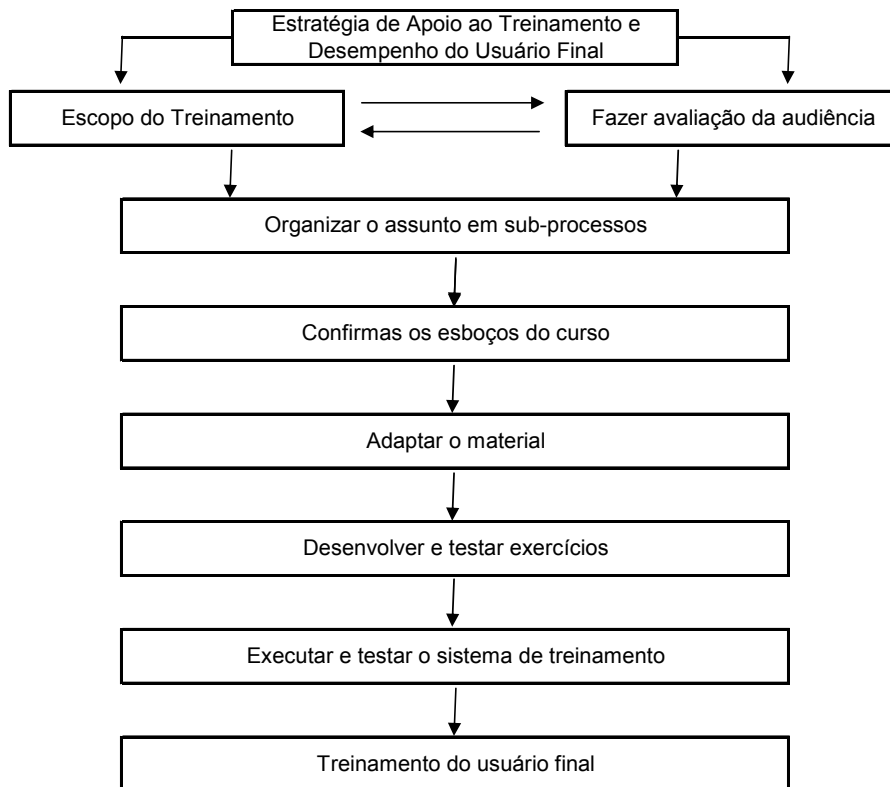 Estratégia de Apoio ao Treinamento e
Desempenho do Usuário Final
Escopo do Treinamento
Fazer avaliação da audiência
Organizar o assunto em sub-processos
Confirmas os esboços do curso
Adaptar o material
Desenvolver e testar exercícios
Executar e testar o sistema de treinamento
Treinamento do usuário final